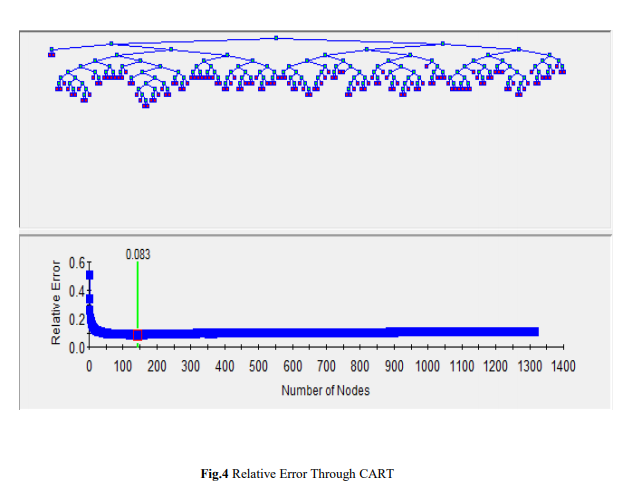 0.083
Relative Error
0.6
0.4
0.2
0.0
0 100 200 300 400 500 600 700 800 900 1000 1100 1200 1300 1400
Number of Nodes
Fig.4 Relative Error Through CART